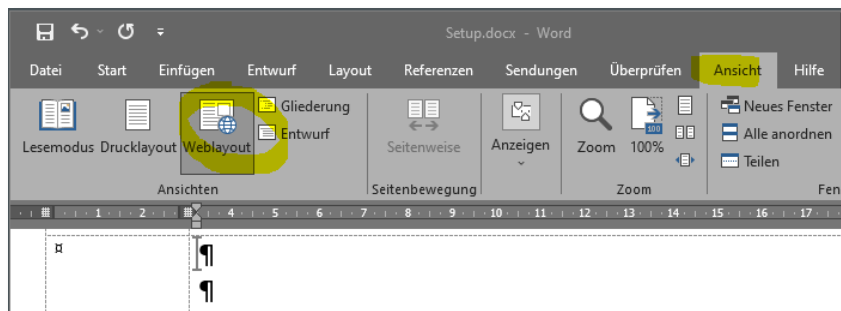 Setup.docx - Word
Datei Start Einfügen Entwurf Layout Referenzen Sendungen Überprüfen Ansicht Hilfe
Lesemodus Drucklayout Weblayout Gliederung Entwurf
Ansichten
Seitenweise
Seitenbewegung
Anzeigen
Zoom 100%
100
Zoom
Neues Fenster
Alle anordnen
Teilen
Fen
1 2 4 5 6 7 8 9 10 11 12 13 14 15 16 17
¤ ¶
¶